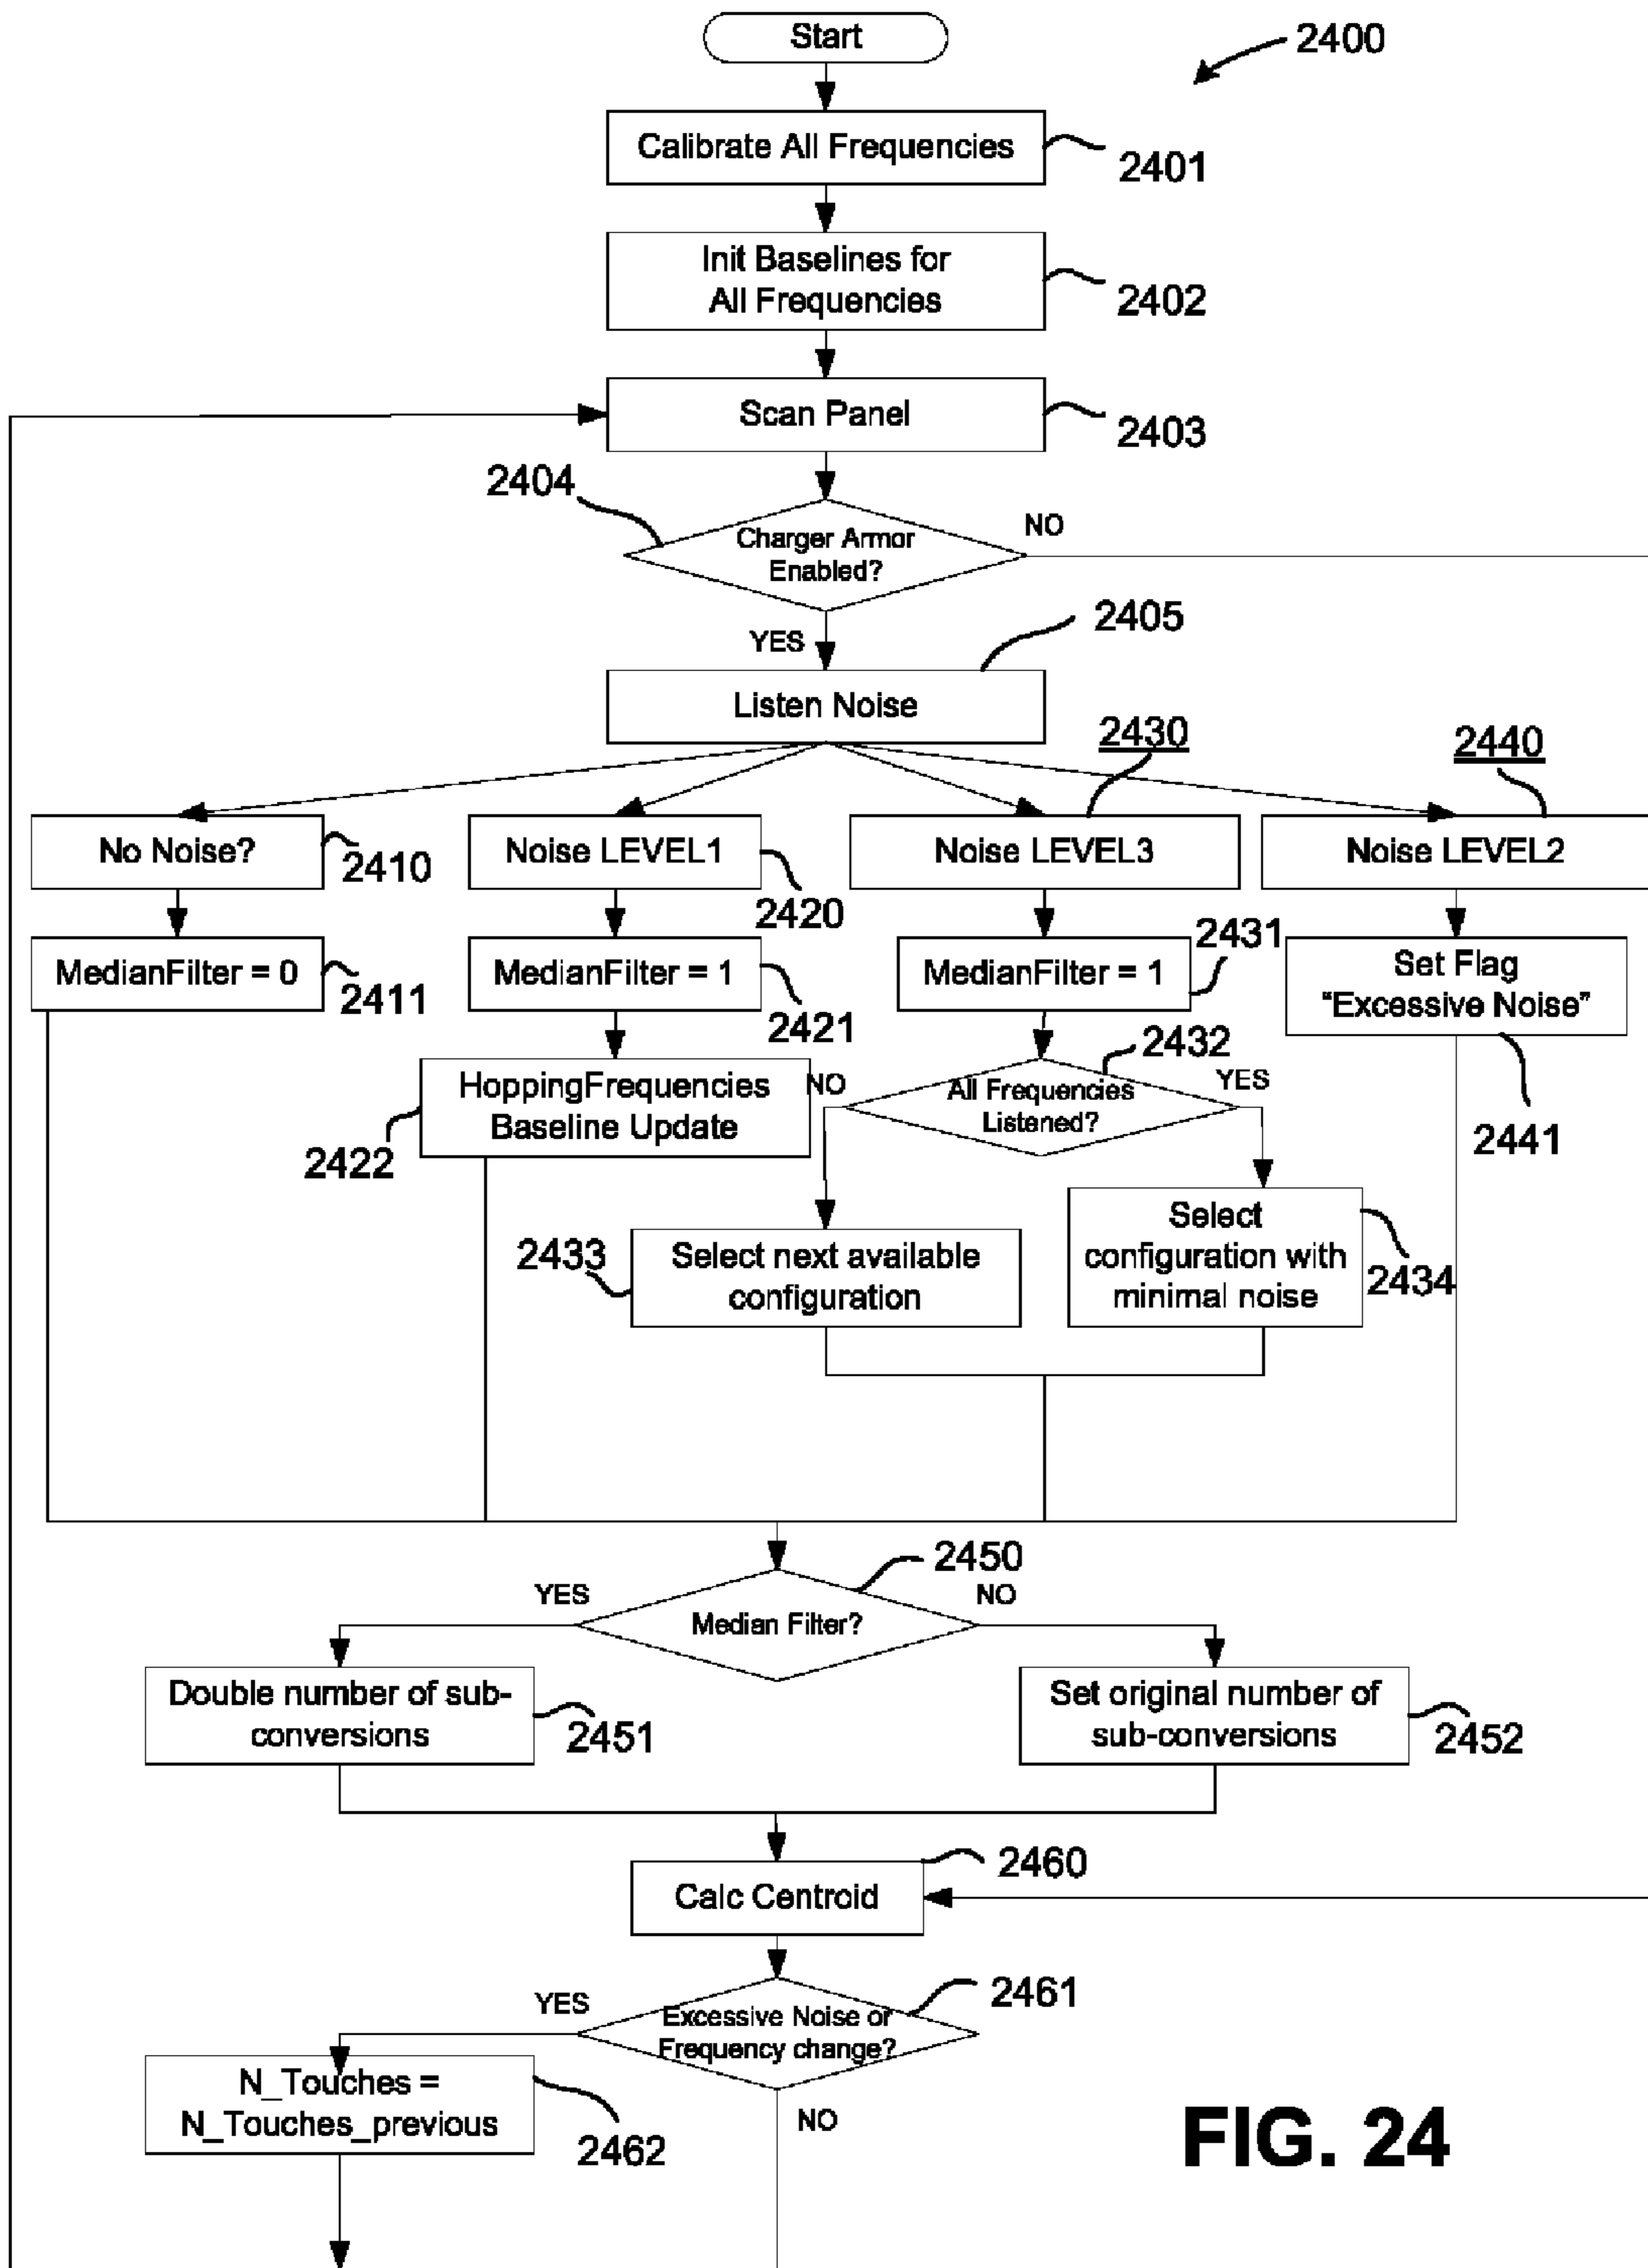 Start
2400
Calibrate All Frequencies
2401
Init Baselines for
All Frequencies
2402
Scan Panel
2403
2404
Charger Armor
Enabled?
NO
YES
2405
Listen Noise
2430
2440
No Noise?
2410
Noise LEVEL1
2420
Noise LEVEL3
Noise LEVEL2
MedianFilter = 0
2411
MedianFilter = 1
2421
MedianFilter = 1
2431
Set Flag
“Excessive Noise”
2441
HoppingFrequencies
Baseline Update
2422
NO
All Frequencies
Listened?
2432
YES
2433
Select next available
configuration
Select
configuration with
minimal noise
2434
2450
YES
Median Filter?
NO
Double number of sub-
conversions
2451
Set original number of
sub-conversions
2452
2460
Calc Centroid
2461
YES
Excessive Noise or
Frequency change?
N_Touches =
N_Touches_previous
2462
NO
FIG. 24